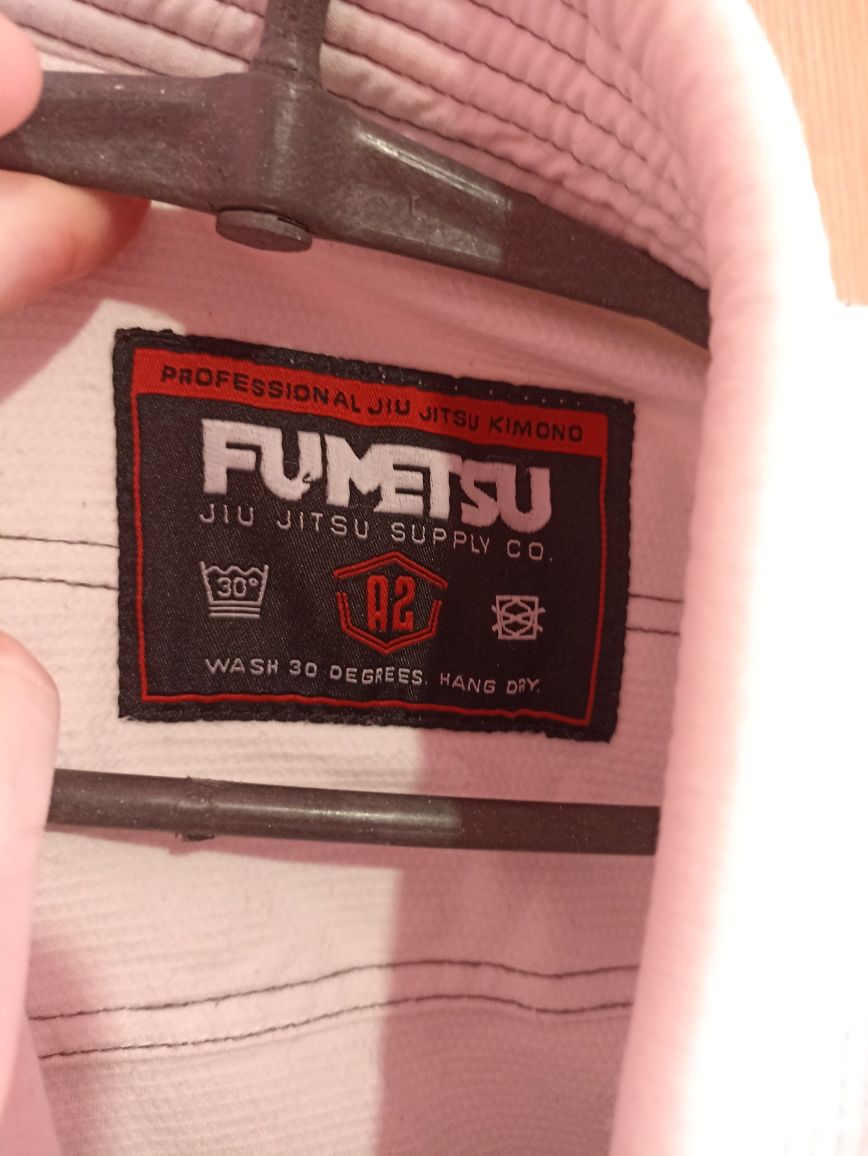 PROFESSIONAL JIU JITSU KIMONO
FUMETSU
JIU JITSU SUPPLY CO.
30°
A2
WASH 30 DEGREES. HANG DRY.